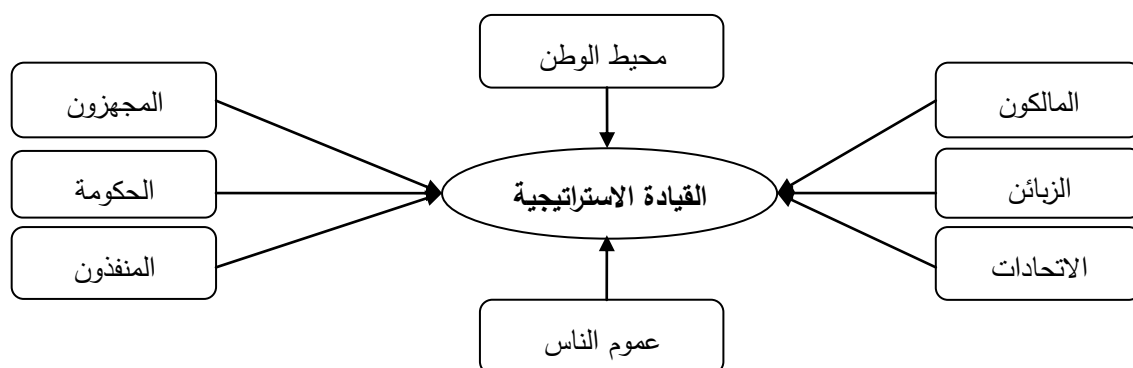 محيط الوطن
المالكون
المجهزون
الزبائن
القيادة الاستراتيجية
الحكومة
الاتحادات
المنفذون
عموم الناس